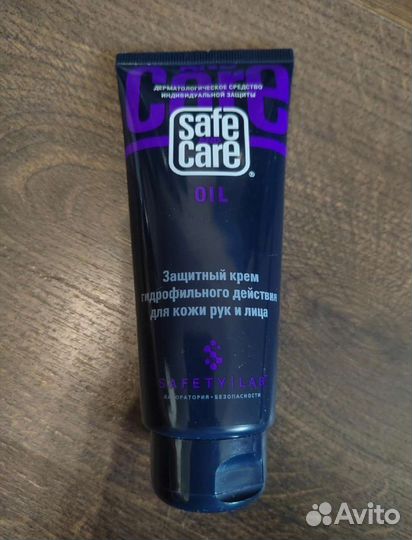 care
ДЕРМАТОЛОГИЧЕСКОЕ СРЕДСТВО
ИНДИВИДУАЛЬНОЙ ЗАЩИТЫ
safe
care®
OIL
Защитный крем
гидрофильного действия
для кожи рук и лица
SAFETY|LAB
ЛАБОРАТОРИЯ • БЕЗОПАСНОСТИ
Avito